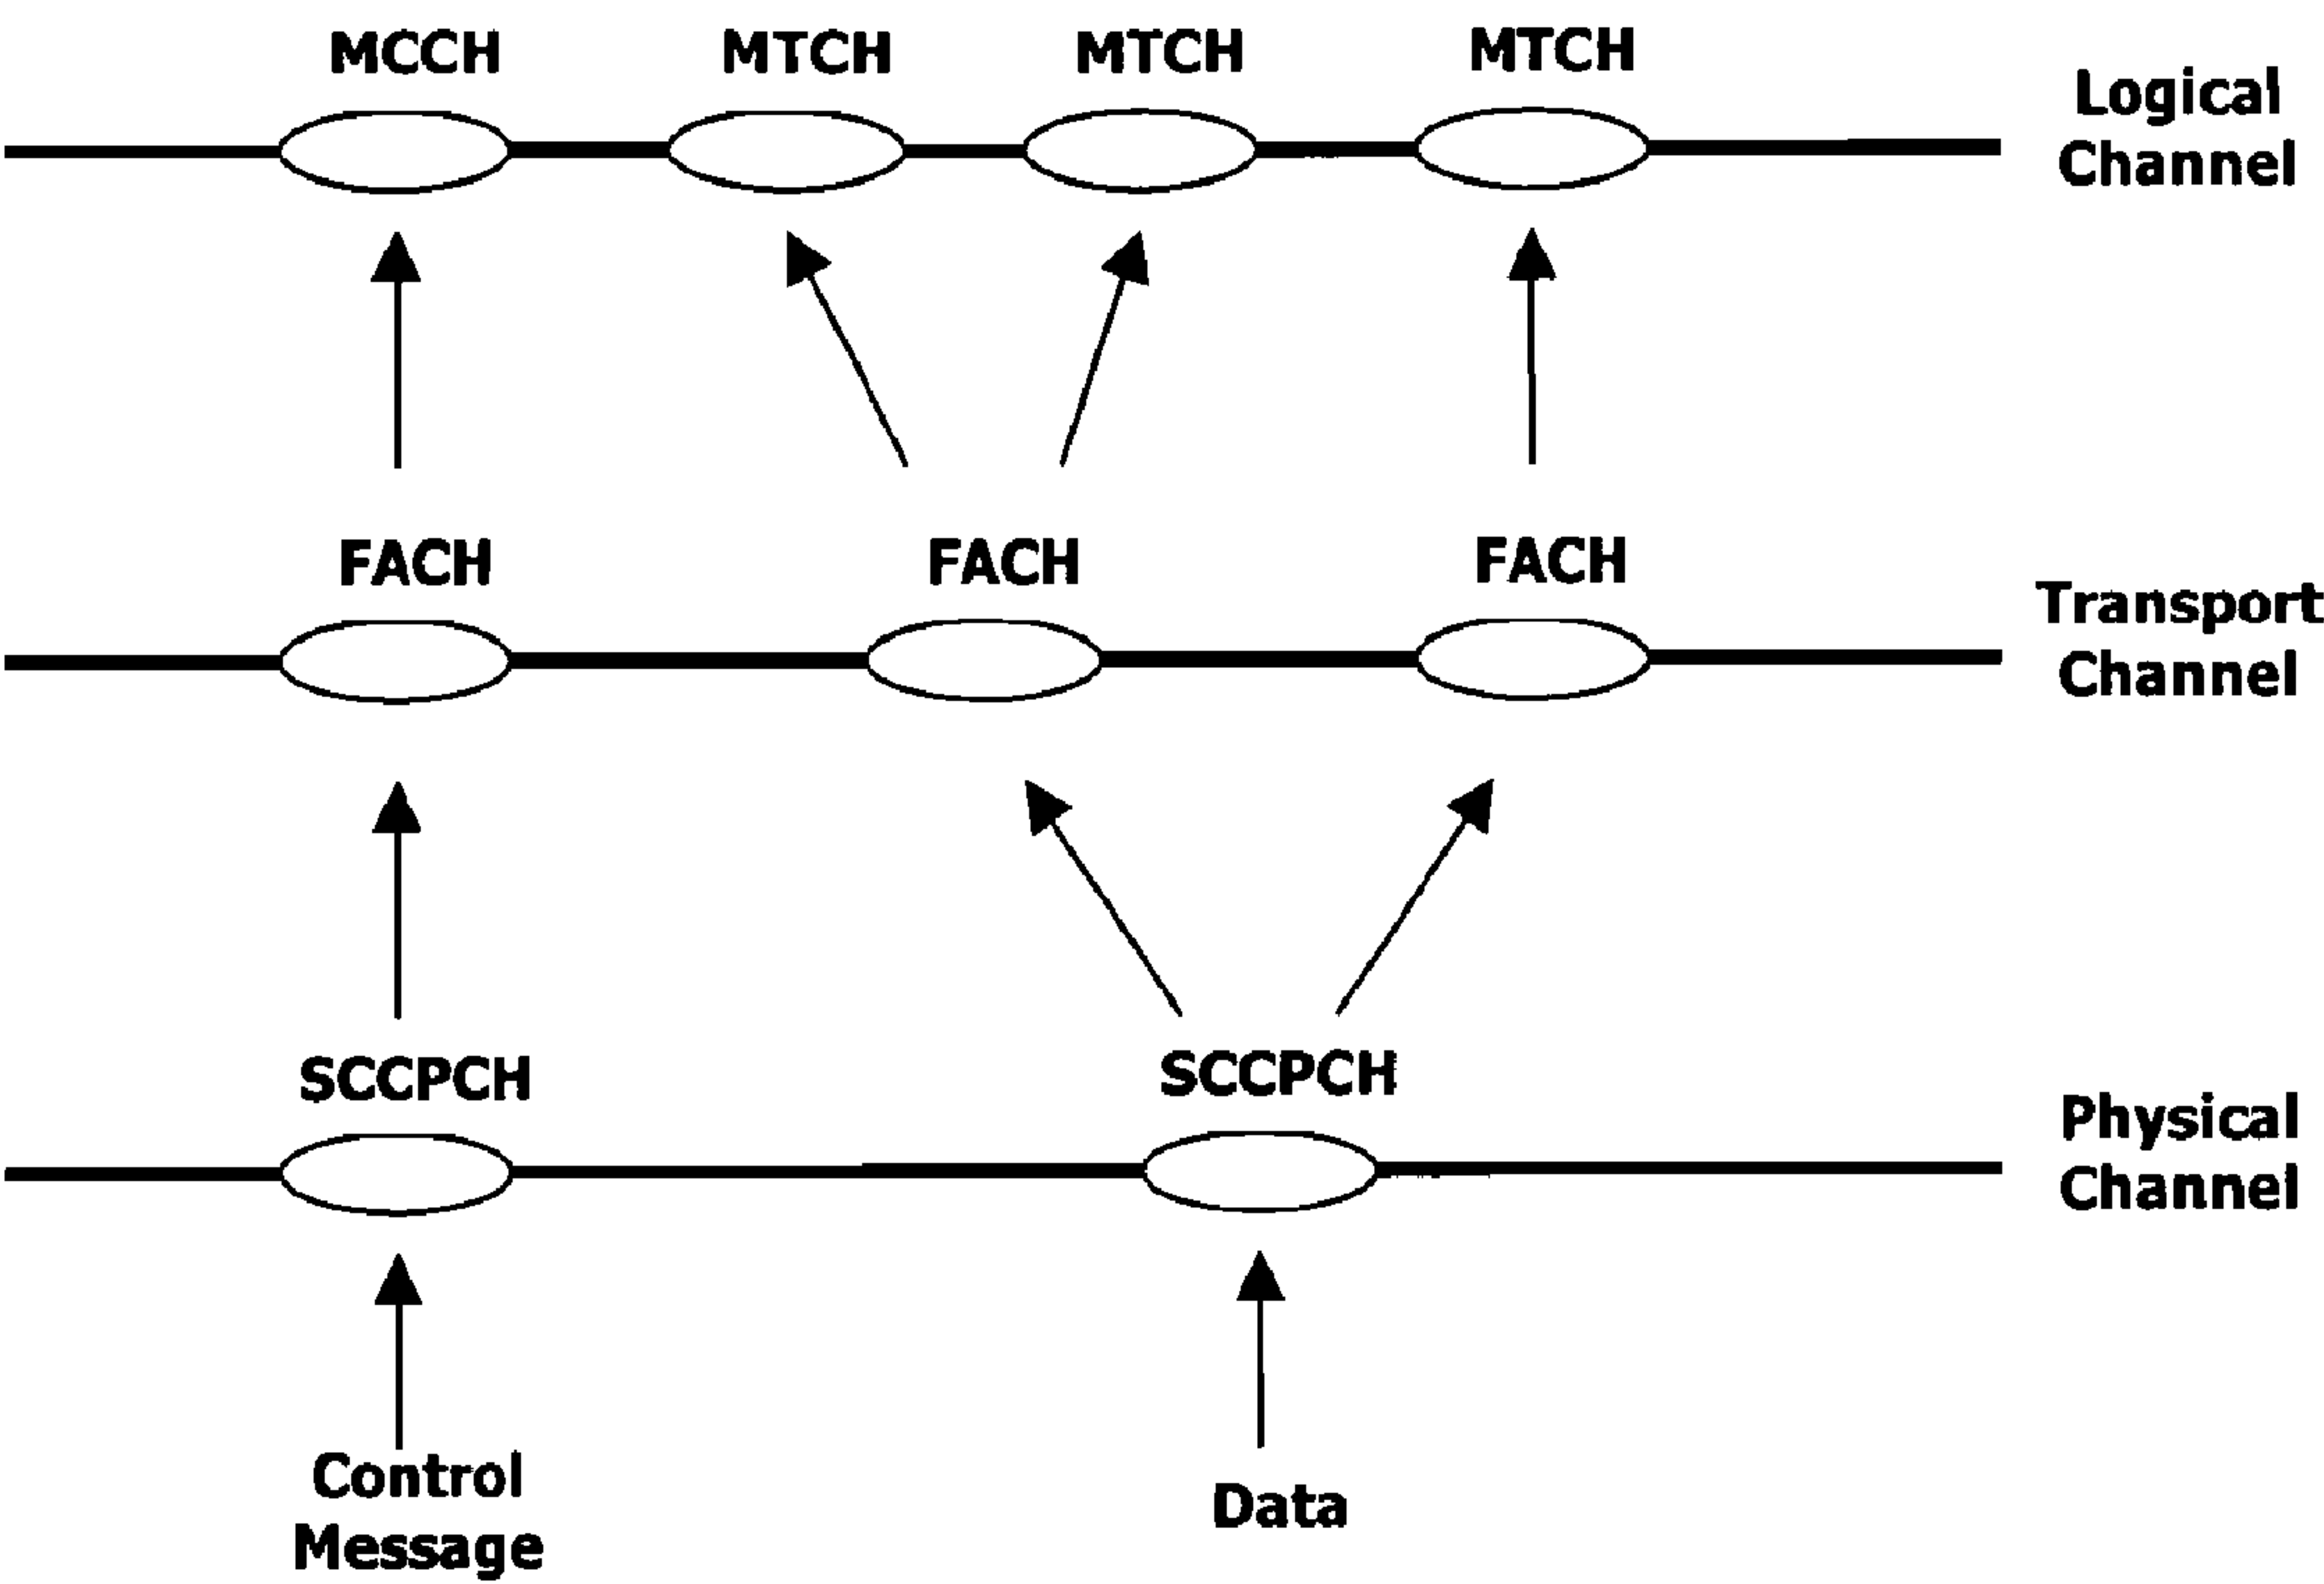 MCCH MTCH MTCH MTCH
Logical
Channel
FACH FACH FACH
Transport
Channel
SCCPCH SCCPCH
Physical
Channel
Control
Message
Data